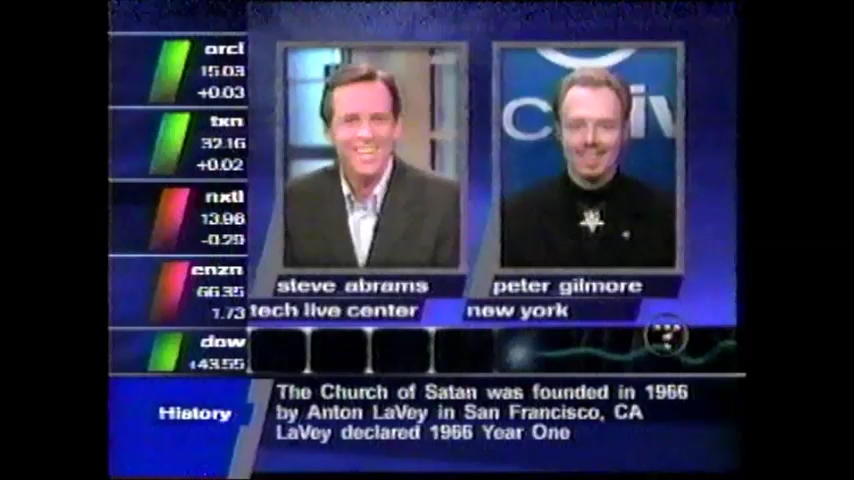 orcl
15.03
+0.03
txn
32.16
+0.02
nxtl
13.96
-0.29
enzn
66.35
1.73
dow
+43.55
steve abrams
tech live center
peter gilmore
new york
History
The Church of Satan was founded in 1966
by Anton LaVey in San Francisco, CA
LaVey declared 1966 Year One